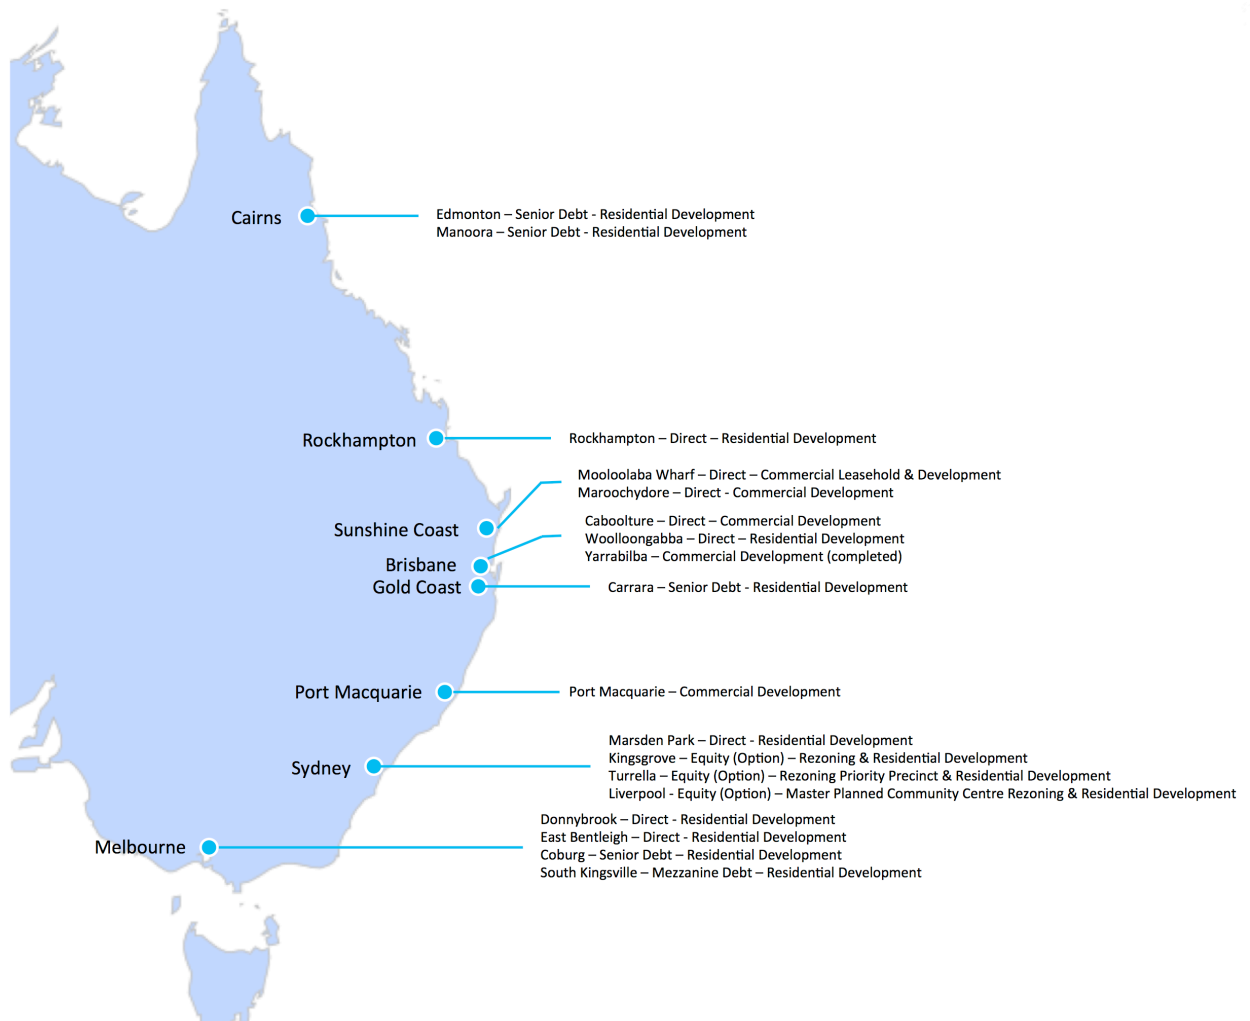 Cairns
Edmonton – Senior Debt - Residential Development
Manoora – Senior Debt - Residential Development
Rockhampton
Rockhampton – Direct – Residential Development
Mooloolaba Wharf – Direct – Commercial Leasehold & Development
Maroochydore – Direct - Commercial Development
Sunshine Coast
Caboolture – Direct – Commercial Development
Woolloongabba – Direct – Residential Development
Yarrabilba – Commercial Development (completed)
Brisbane
Gold Coast
Carrara – Senior Debt - Residential Development
Port Macquarie
Port Macquarie – Commercial Development
Sydney
Marsden Park – Direct - Residential Development
Kingsgrove – Equity (Option) – Rezoning & Residential Development
Turrella – Equity (Option) – Rezoning Priority Precinct & Residential Development
Liverpool - Equity (Option) – Master Planned Community Centre Rezoning & Residential Development
Melbourne
Donnybrook – Direct - Residential Development
East Bentleigh – Direct - Residential Development
Coburg – Senior Debt – Residential Development
South Kingsville – Mezzanine Debt – Residential Development